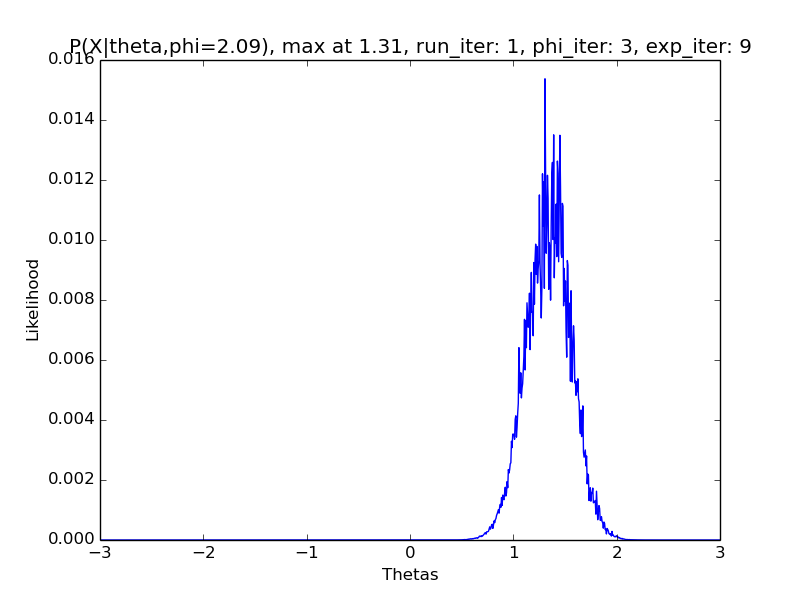 P(X|theta,phi=2.09), max at 1.31, run_iter: 1, phi_iter: 3, exp_iter: 9
0.016
0.014
0.012
0.010
0.008
0.006
0.004
0.002
0.000
Likelihood
−3 −2 −1 0 1 2 3
Thetas